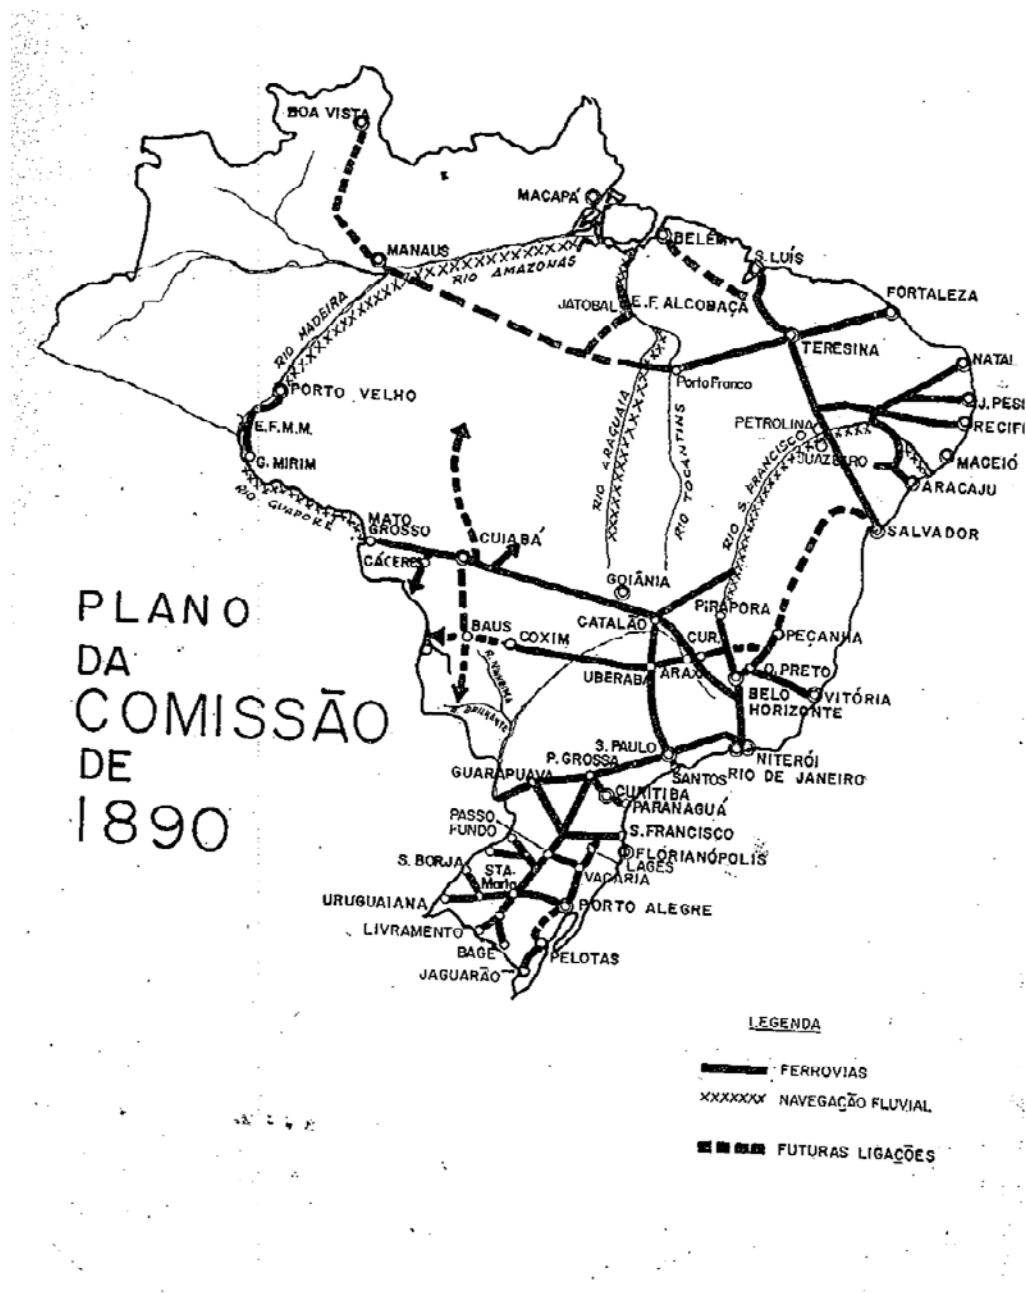 BOA VISTA
MACAPÁ
MANAUS
BELÉM
S. LUÍS
RIO AMAZONAS
RIO MADEIRA
JATOBAL
E.F. ALCOBAÇA
FORTALEZA
TERESINA
NATAL
Porto Franco
PORTO VELHO
J. PES
RECIF
E.F.M.M.
PETROLINA
JUAZEIRO
MACEIÓ
G. MIRIM
ARACAJU
RIO GUAPORÉ
RIO ARAGUAIA
RIO TOCANTINS
RIO S. FRANCISCO
MATO
GROSSO
CUIABÁ
SALVADOR
CÁCERES
GOIÂNIA
PIRAPORA
CATALÃO
BAUS
COXIM
CUR.
PEÇANHA
UBERABA
ARAXÁ
O. PRETO
BELO
HORIZONTE
VITÓRIA
R. BRILHANTE
S. PAULO
NITERÓI
P. GROSSA
SANTOS
RIO DE JANEIRO
GUARAPUAVA
CURITIBA
PARANAGUÁ
PASSO
FUNDO
S. FRANCISCO
FLORIANÓPOLIS
S. BORJA
LAGES
STA.
Maria
VACARIA
URUGUAIANA
PORTO ALEGRE
LIVRAMENTO
BAGÉ
PELOTAS
JAGUARÃO
PLANO
DA
COMISSÃO
DE
1890
LEGENDA
FERROVIAS
NAVEGAÇÃO FLUVIAL
FUTURAS LIGAÇÕES